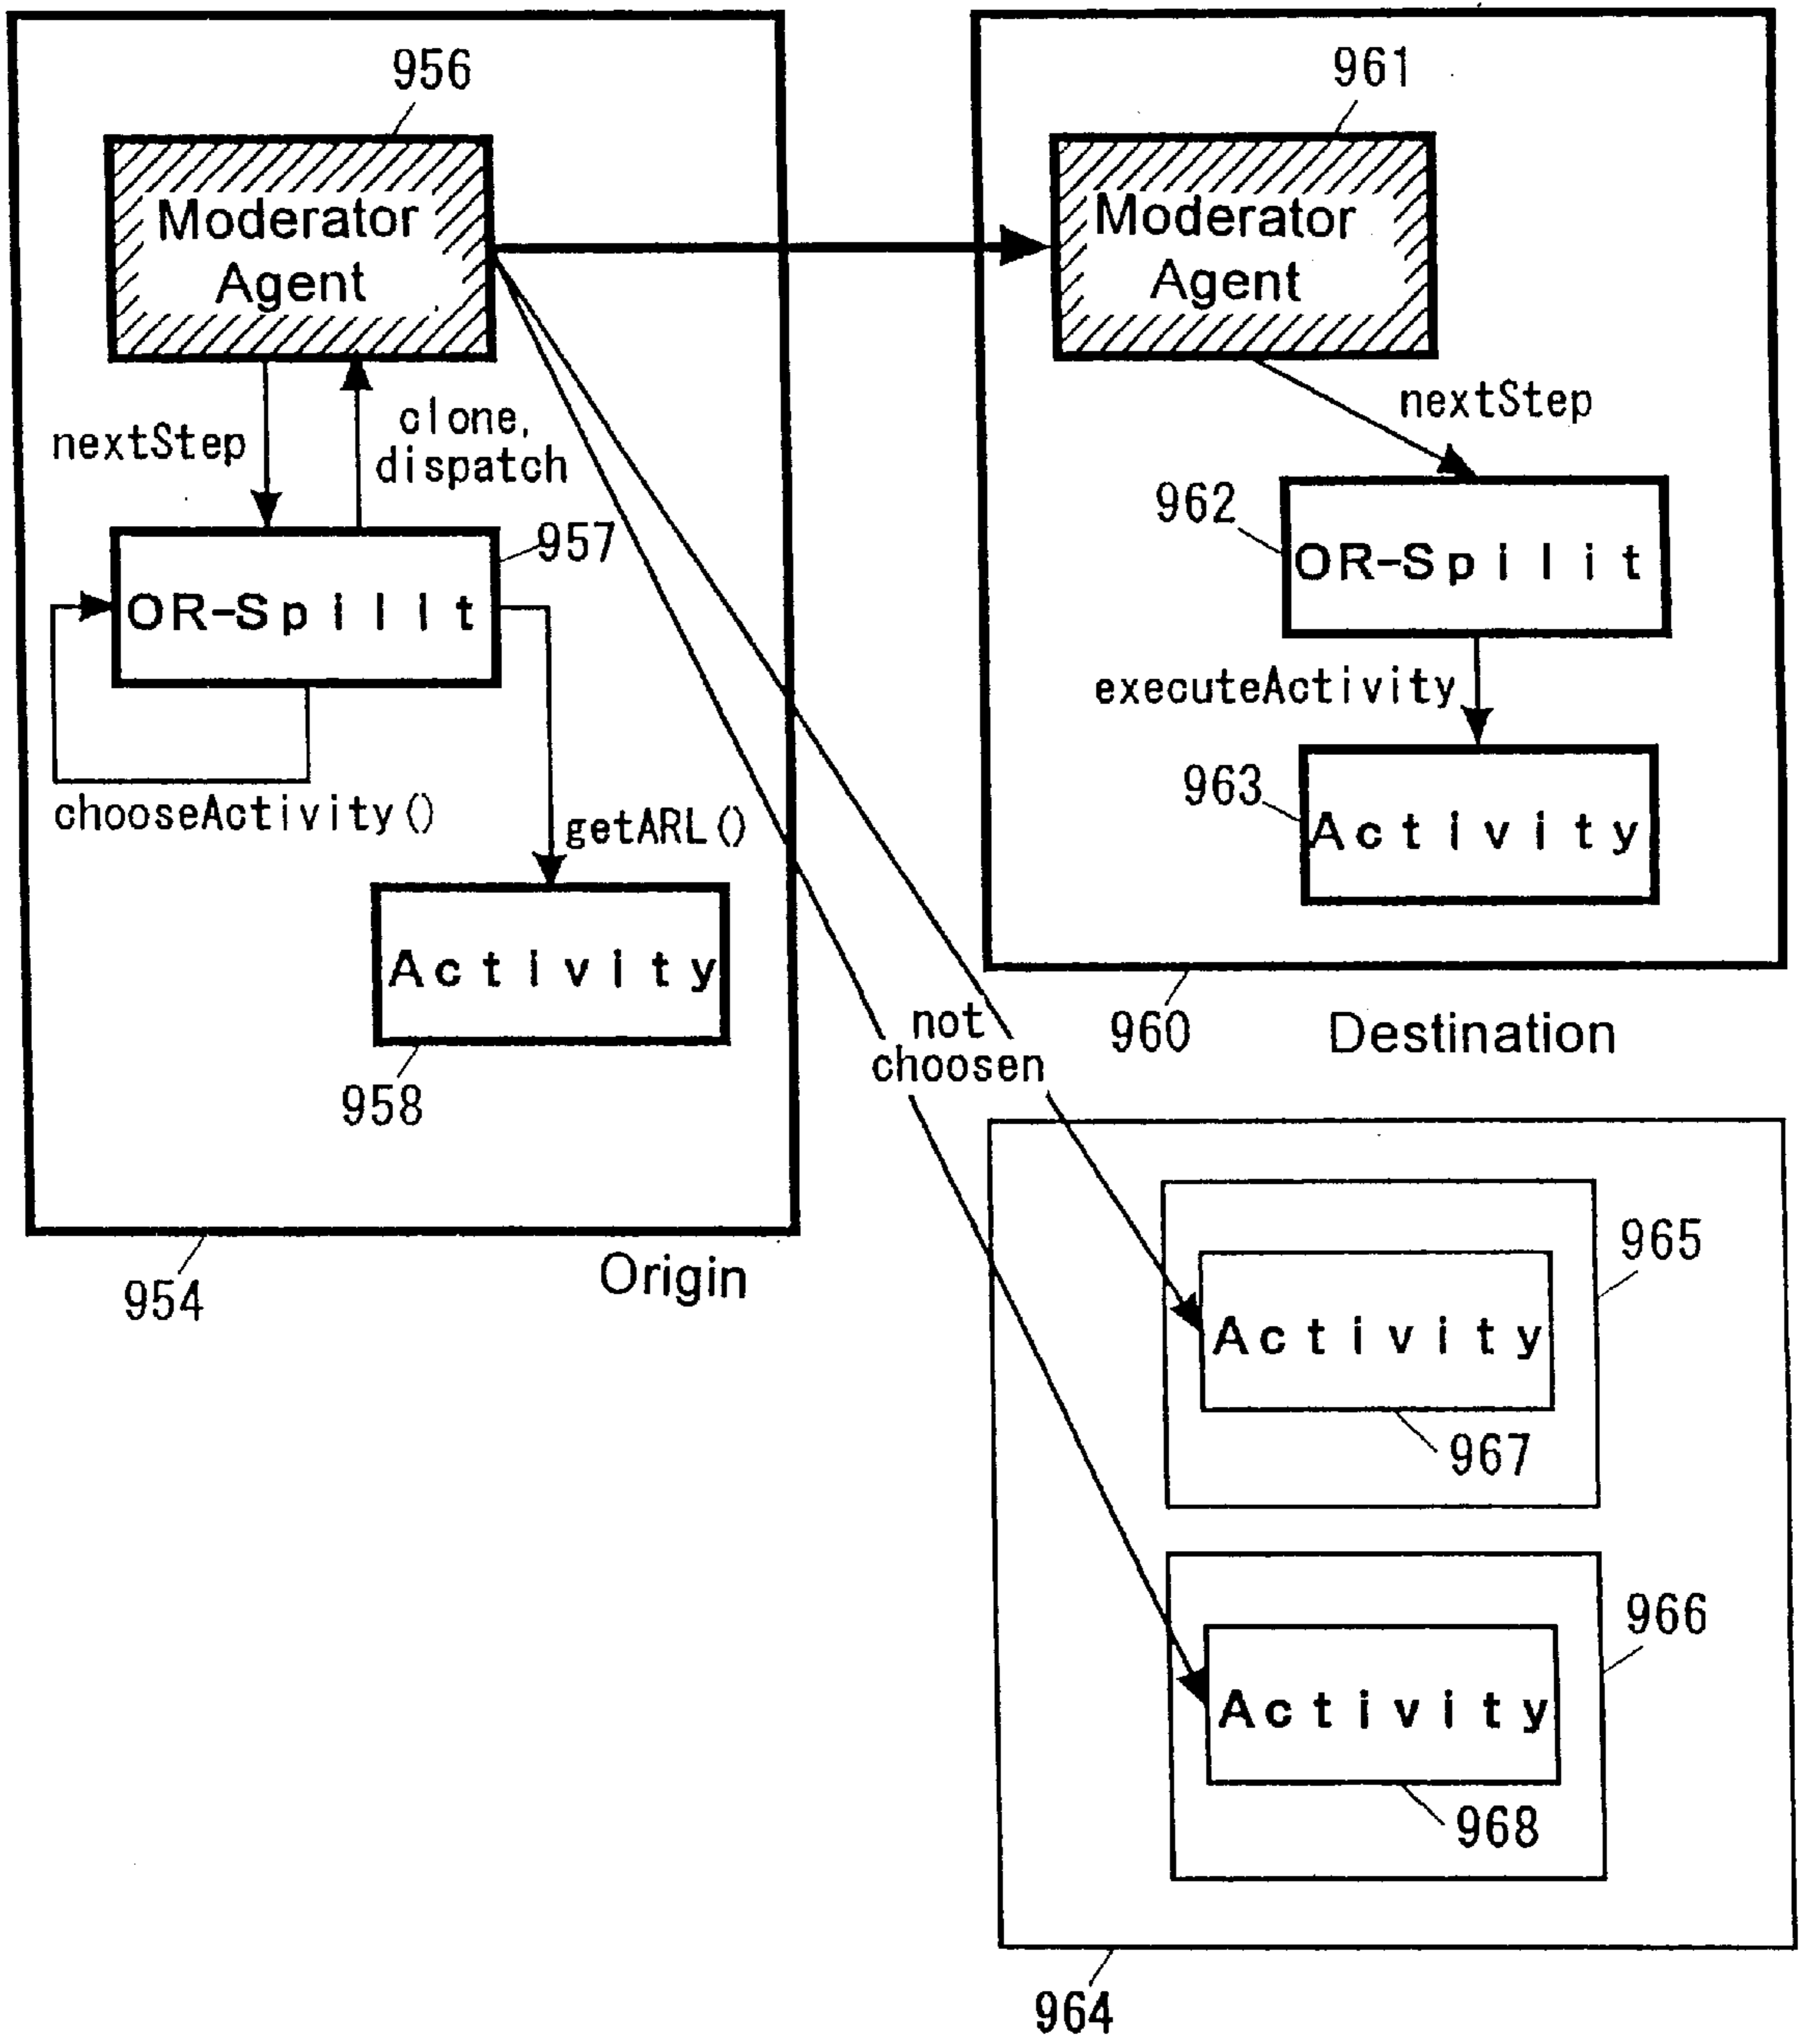 956
Moderator
Agent
nextStep
clone,
dispatch
957
OR-Spilit
chooseActivity()
getARL()
Activity
958
954
Origin
961
Moderator
Agent
nextStep
962
OR-Spilit
executeActivity
963
Activity
960
Destination
not
choosen
965
Activity
967
966
Activity
968
964